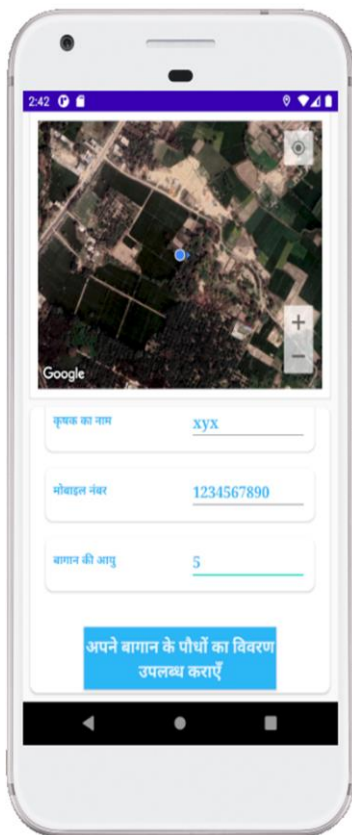 2:42
Google
कृषक का नाम xyx
मोबाइल नंबर 1234567890
बागान की आयु 5
अपने बागान के पौधों का विवरण
उपलब्ध कराएँ